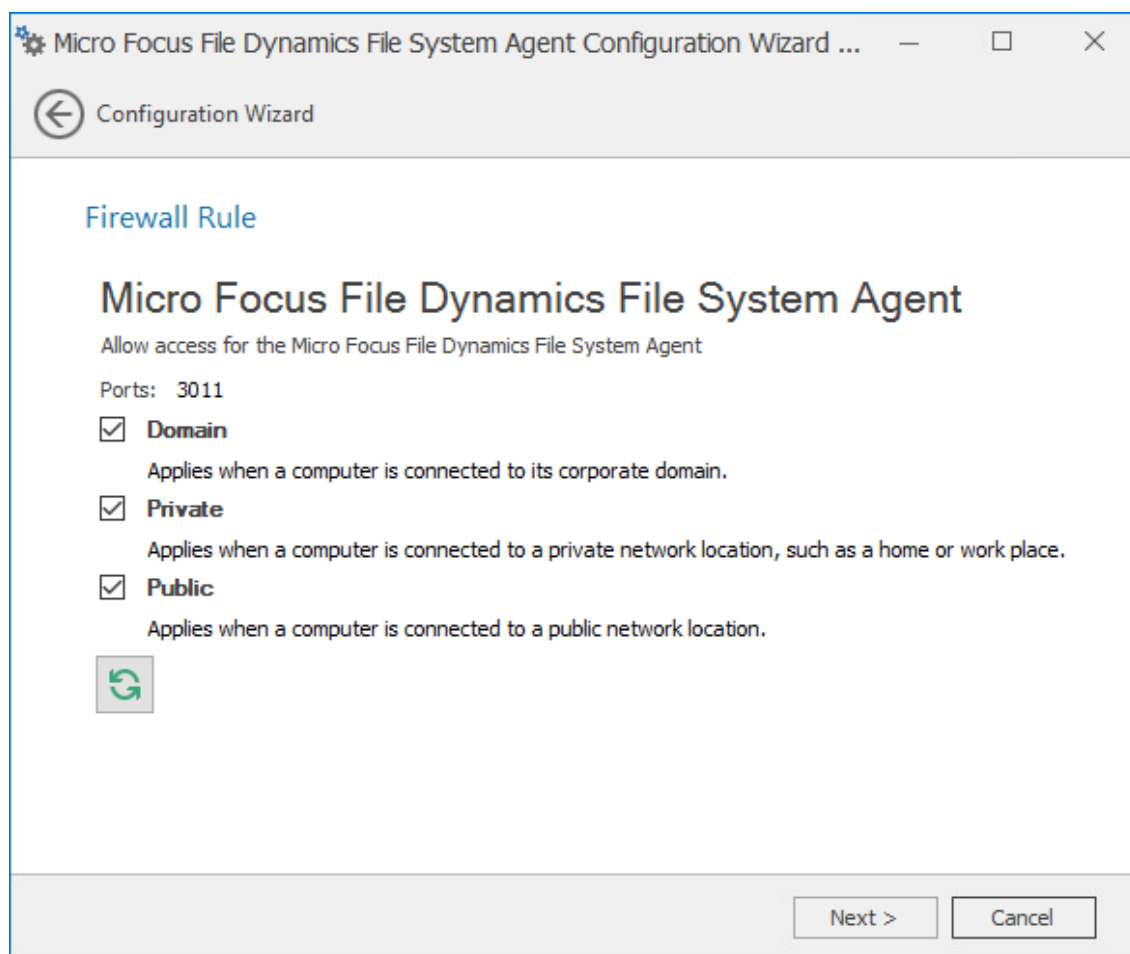 Micro Focus File Dynamics File System Agent Configuration Wizard ...
Configuration Wizard
Firewall Rule
Micro Focus File Dynamics File System Agent
Allow access for the Micro Focus File Dynamics File System Agent
Ports: 3011
Domain
Applies when a computer is connected to its corporate domain.
Private
Applies when a computer is connected to a private network location, such as a home or work place.
Public
Applies when a computer is connected to a public network location.
Next > Cancel